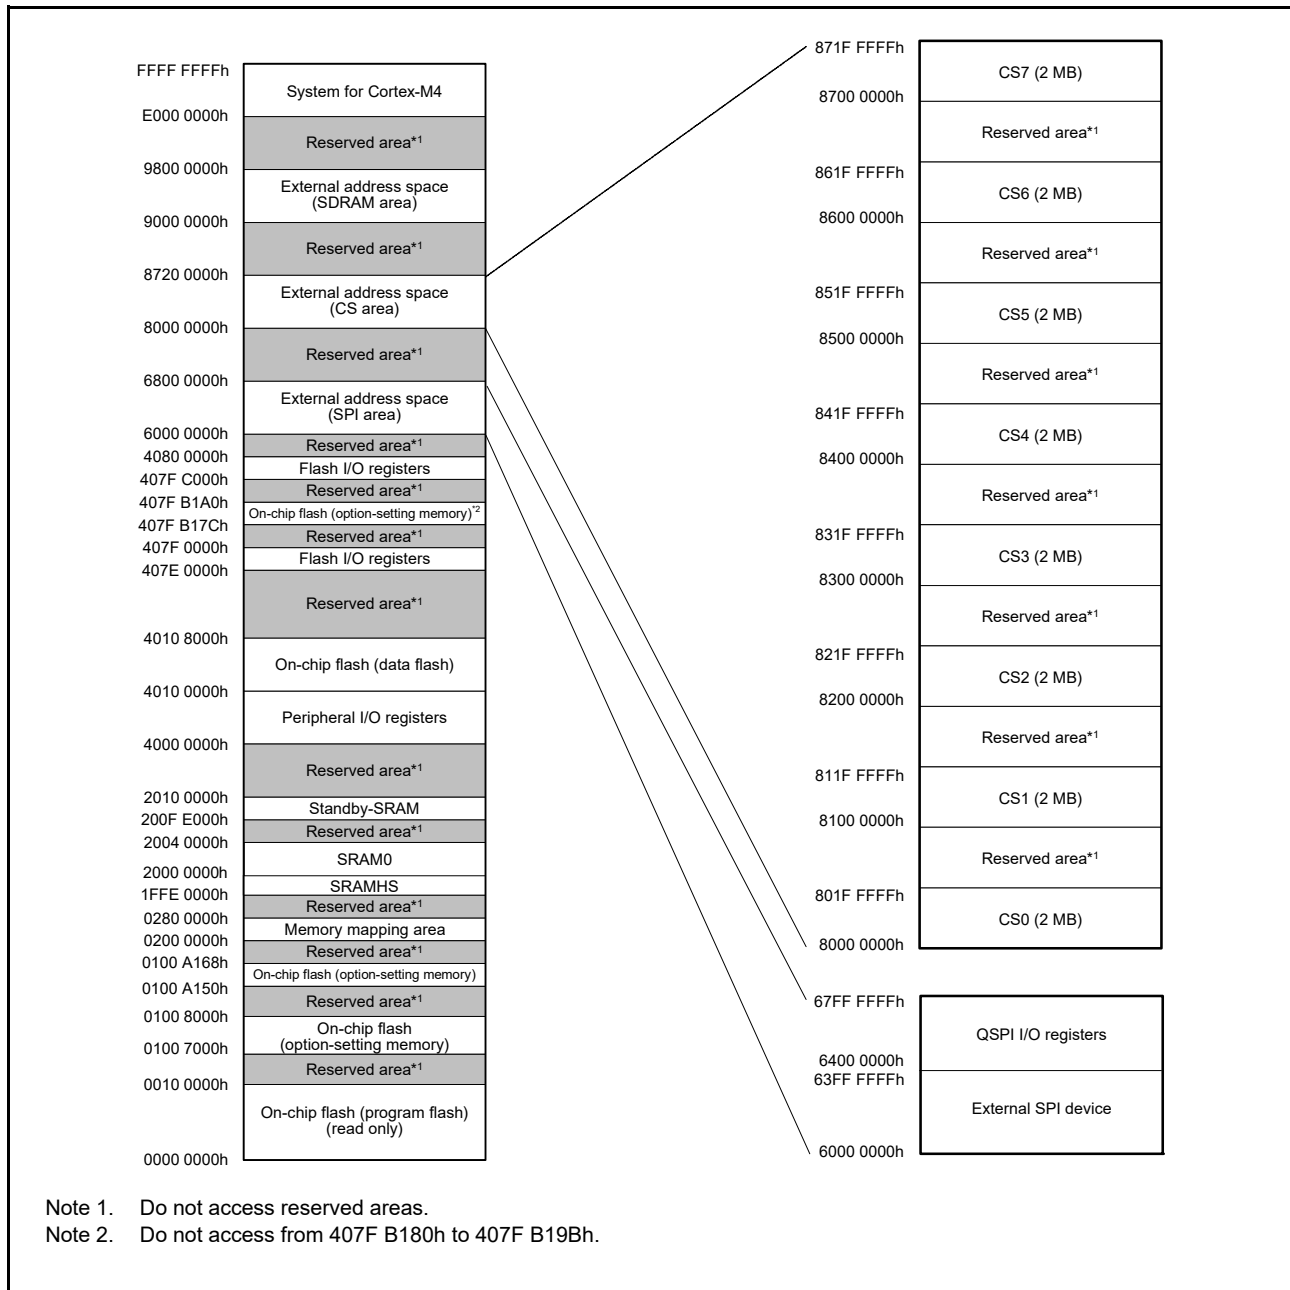 FFFF FFFFh
System for Cortex-M4
E000 0000h
Reserved area*1
9800 0000h
External address space
(SDRAM area)
9000 0000h
Reserved area*1
8720 0000h
External address space
(CS area)
8000 0000h
Reserved area*1
6800 0000h
External address space
(SPI area)
6000 0000h
Reserved area*1
4080 0000h
Flash I/O registers
407F C000h
Reserved area*1
407F B1A0h
On-chip flash (option-setting memory)*2
407F B17Ch
Reserved area*1
407F 0000h
Flash I/O registers
407E 0000h
Reserved area*1
4010 8000h
On-chip flash (data flash)
4010 0000h
Peripheral I/O registers
4000 0000h
Reserved area*1
2010 0000h
Standby-SRAM
200F E000h
Reserved area*1
2004 0000h
SRAM0
2000 0000h
SRAMHS
1FFE 0000h
Reserved area*1
0280 0000h
Memory mapping area
0200 0000h
Reserved area*1
0100 A168h
On-chip flash (option-setting memory)
0100 A150h
Reserved area*1
0100 8000h
On-chip flash
(option-setting memory)
0100 7000h
Reserved area*1
0010 0000h
On-chip flash (program flash)
(read only)
0000 0000h
871F FFFFh
CS7 (2 MB)
8700 0000h
Reserved area*1
861F FFFFh
CS6 (2 MB)
8600 0000h
Reserved area*1
851F FFFFh
CS5 (2 MB)
8500 0000h
Reserved area*1
841F FFFFh
CS4 (2 MB)
8400 0000h
Reserved area*1
831F FFFFh
CS3 (2 MB)
8300 0000h
Reserved area*1
821F FFFFh
CS2 (2 MB)
8200 0000h
Reserved area*1
811F FFFFh
CS1 (2 MB)
8100 0000h
Reserved area*1
801F FFFFh
CS0 (2 MB)
8000 0000h
67FF FFFFh
QSPI I/O registers
6400 0000h
63FF FFFFh
External SPI device
6000 0000h
Note 1. Do not access reserved areas.
Note 2. Do not access from 407F B180h to 407F B19Bh.